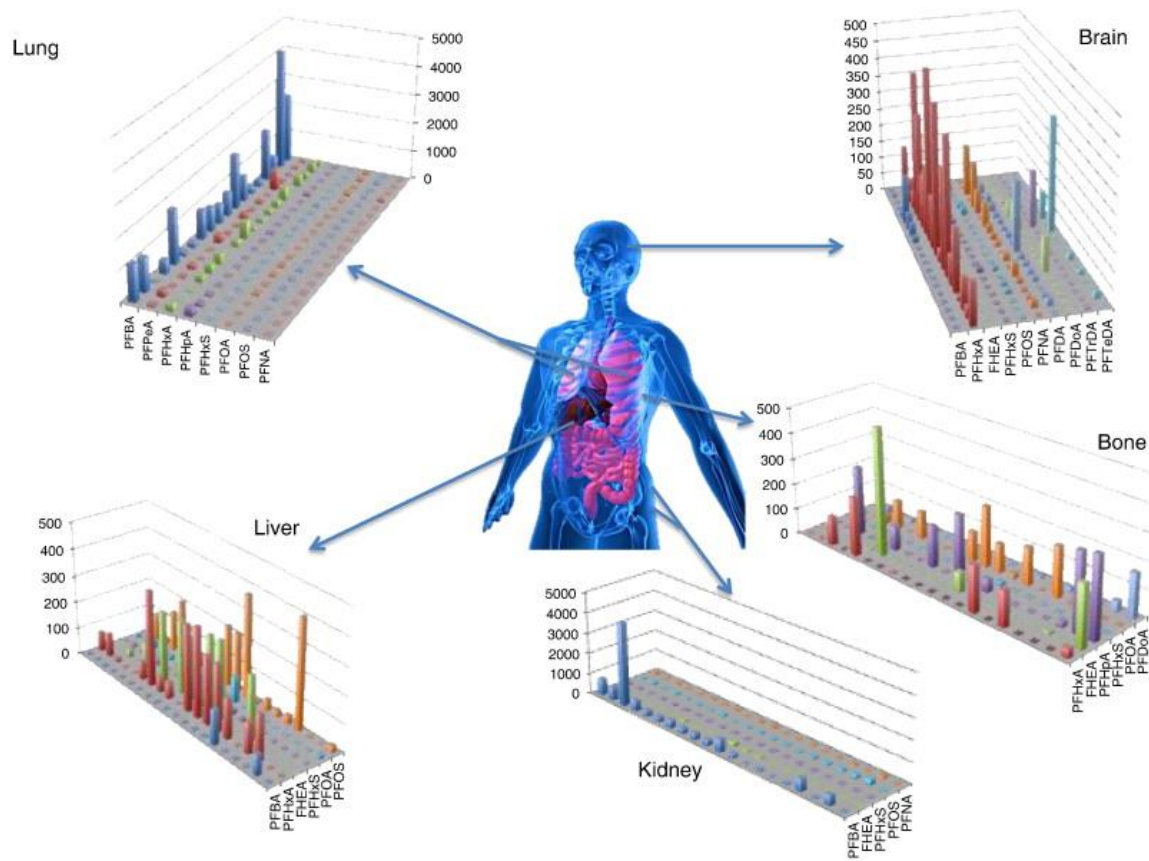 Lung
5000
4000
3000
2000
1000
0
PFBA
PFPeA
PFHxA
PFHpA
PFHxS
PFOA
PFOS
PFNA
Brain
500
450
400
350
300
250
200
150
100
50
0
PFBA
PFHxA
FHEA
PFHxS
PFOS
PFNA
PFDA
PFDoA
PFTrDA
PFTeDA
Bone
500
400
300
200
100
0
PFHxA
FHEA
PFHpA
PFHxS
PFOA
PFDoA
Liver
500
400
300
200
100
0
PFBA
PFHxA
FHEA
PFHxS
PFOA
PFOS
Kidney
5000
4000
3000
2000
1000
0
PFBA
FHEA
PFHxS
PFOS
PFNA